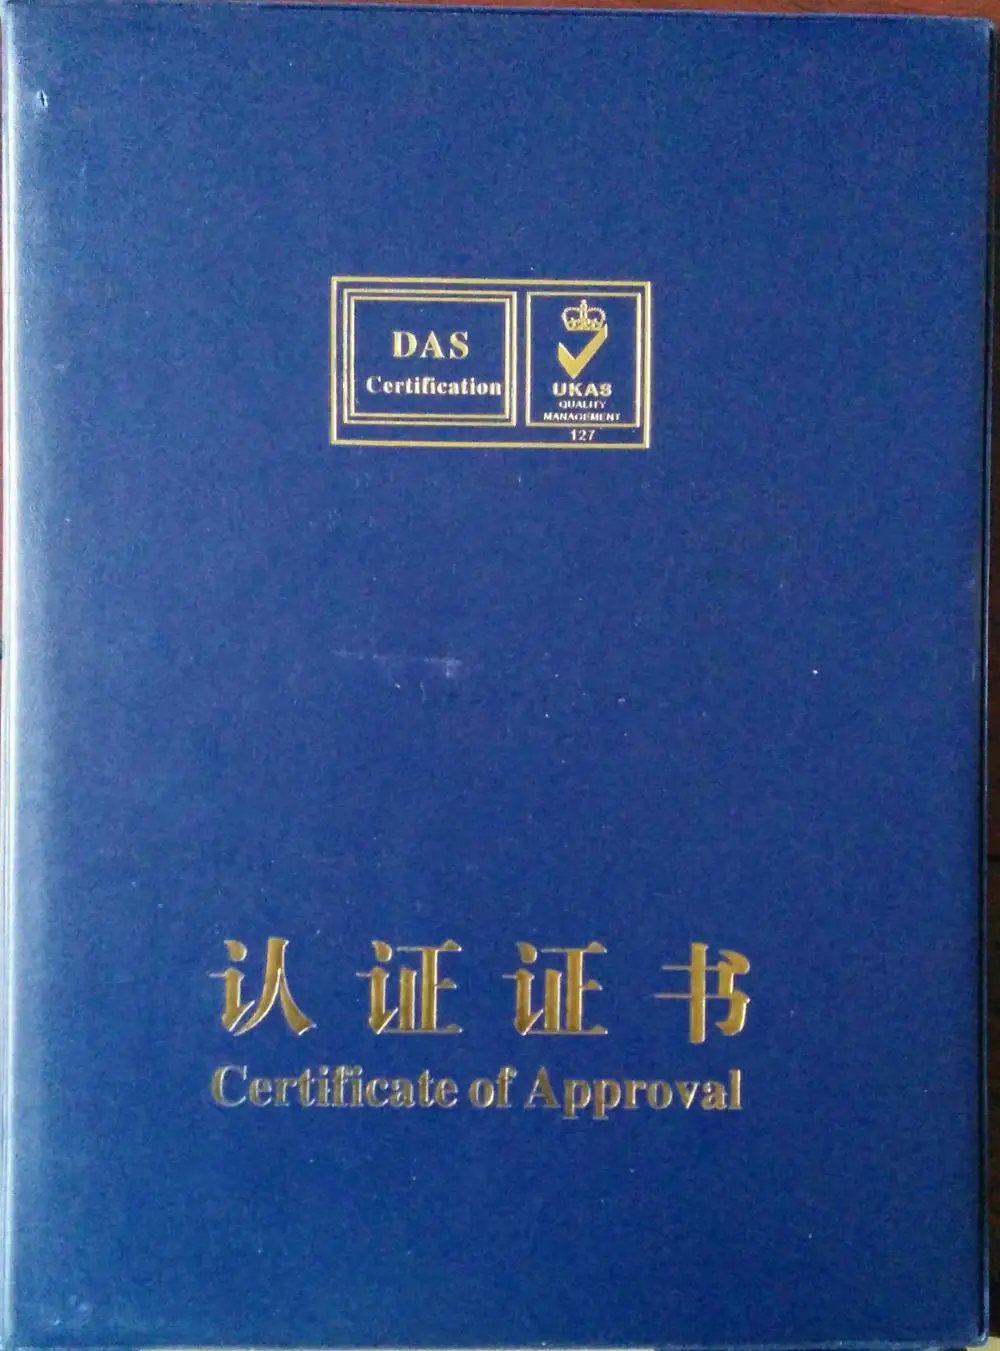 DAS
Certification
UKAS
QUALITY
MANAGEMENT
127
认证证书
Certificate of Approval